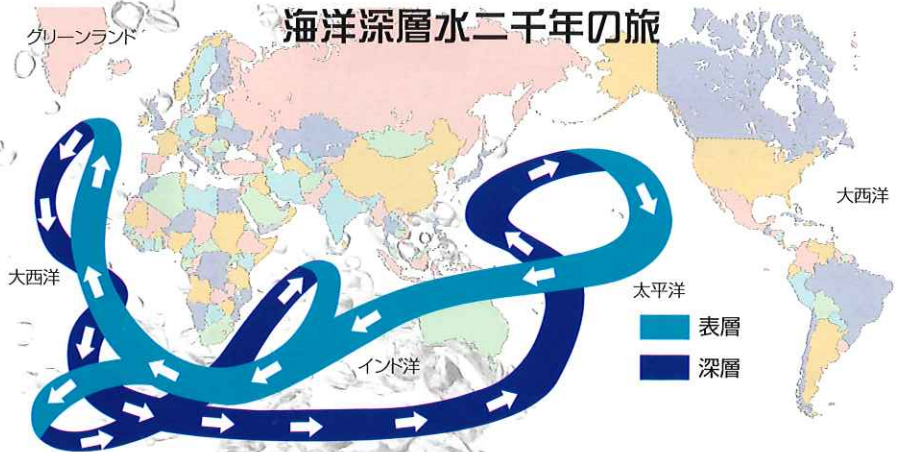 海洋深層水二千年の旅
グリーンランド
大西洋
大西洋
太平洋
インド洋
表層
深層